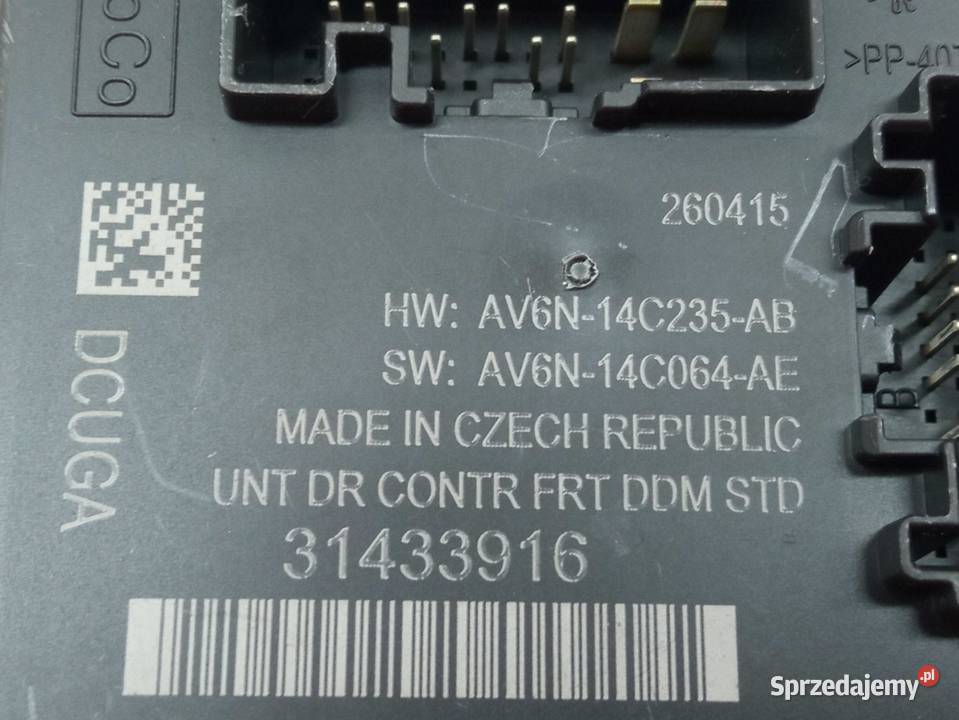 >PP-
260415
HW: AV6N-14C235-AB
SW: AV6N-14C064-AE
MADE IN CZECH REPUBLIC
UNT DR CONTR FRT DDM STD
31433916
DCUGA
B
Sprzedajemy.pl